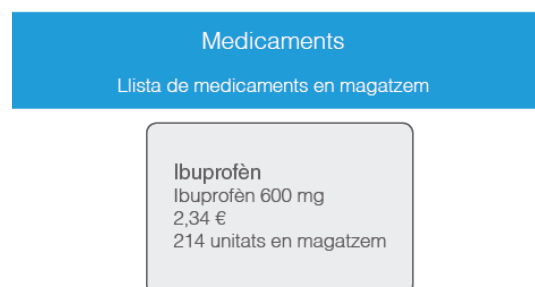 Medicaments
Llista de medicaments en magatzem
Ibuprofèn
Ibuprofèn 600 mg
2,34 €
214 unitats en magatzem